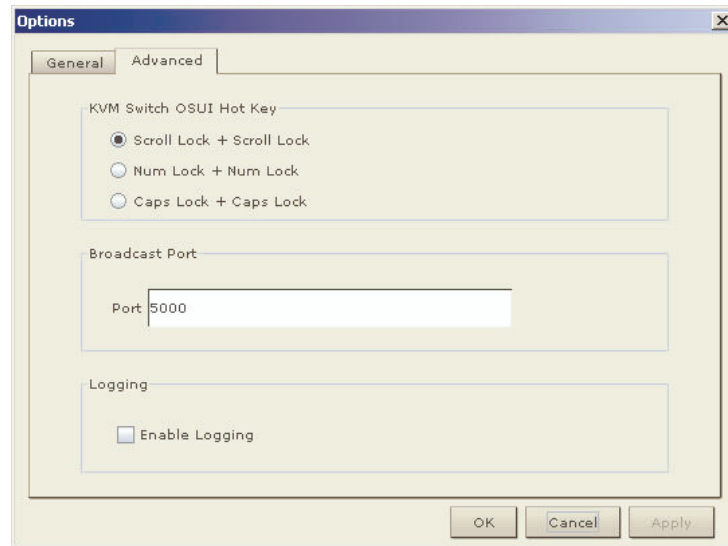 Options
General
Advanced
KVM Switch OSUI Hot Key
Scroll Lock + Scroll Lock
Num Lock + Num Lock
Caps Lock + Caps Lock
Broadcast Port
Port 5000
Logging
Enable Logging
OK
Cancel
Apply